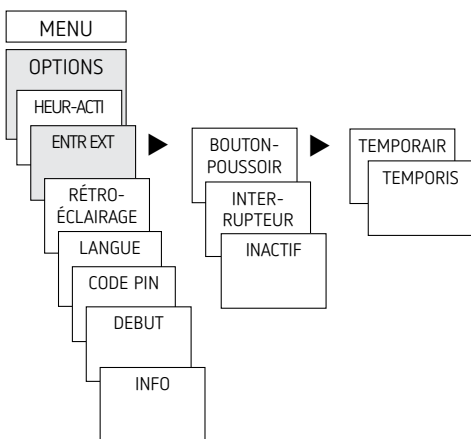 MENU
OPTIONS
HEUR-ACTI
ENTR EXT
RÉTRO-
ÉCLAIRAGE
LANGUE
CODE PIN
DEBUT
INFO
BOUTON-
POUSSOIR
INTER-
RUPTEUR
INACTIF
TEMPORAIR
TEMPORIS